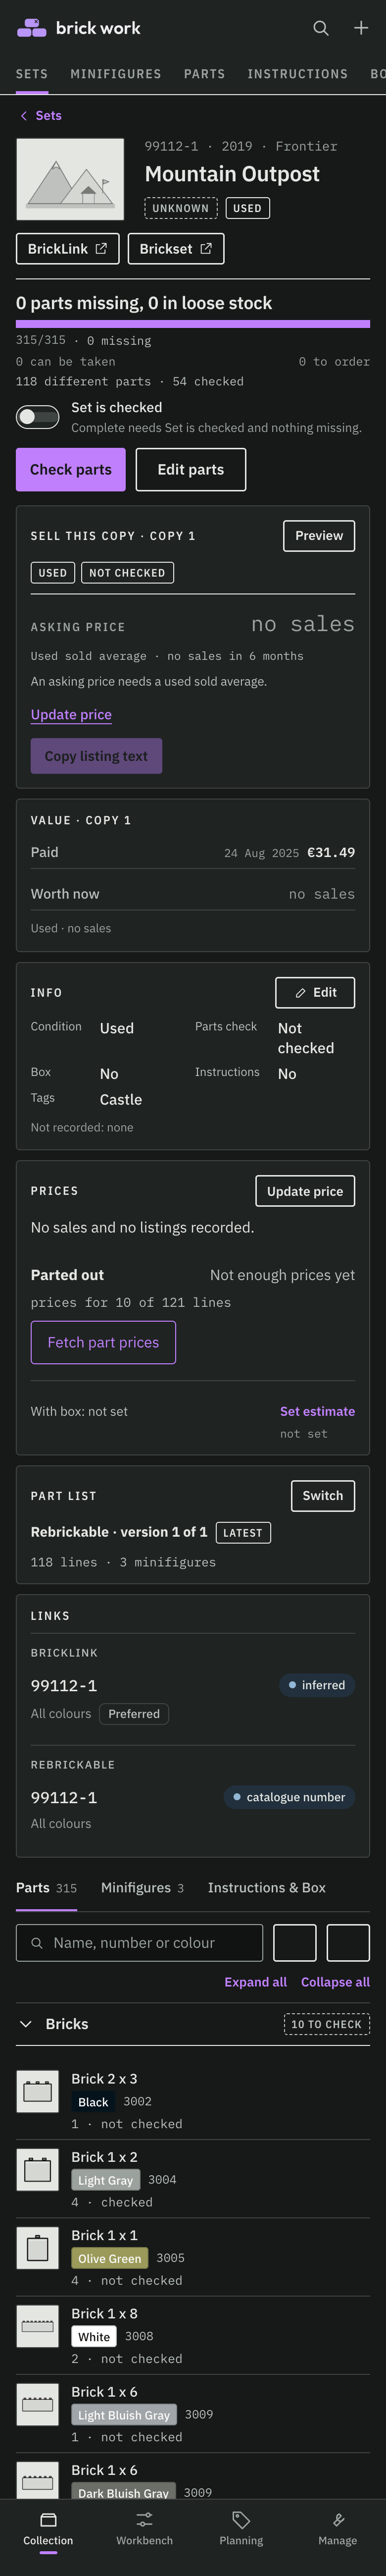 brick work
SETS MINIFIGURES PARTS INSTRUCTIONS BO
Sets
99112-1 · 2019 · Frontier
Mountain Outpost
UNKNOWN USED
BrickLink Brickset
0 parts missing, 0 in loose stock
315/315 · 0 missing
0 can be taken 0 to order
118 different parts · 54 checked
Set is checked
Complete needs Set is checked and nothing missing.
Check parts Edit parts
SELL THIS COPY · COPY 1 Preview
USED NOT CHECKED
ASKING PRICE no sales
Used sold average · no sales in 6 months
An asking price needs a used sold average.
Update price
Copy listing text
VALUE · COPY 1
Paid 24 Aug 2025 €31.49
Worth now no sales
Used · no sales
INFO Edit
Condition Used Parts check Not
checked
Box No Instructions No
Tags Castle
Not recorded: none
PRICES Update price
No sales and no listings recorded.
Parted out Not enough prices yet
prices for 10 of 121 lines
Fetch part prices
With box: not set Set estimate
not set
PART LIST Switch
Rebrickable · version 1 of 1 LATEST
118 lines · 3 minifigures
LINKS
BRICKLINK
99112-1 inferred
All colours Preferred
REBRICKABLE
99112-1 catalogue number
All colours
Parts 315 Minifigures 3 Instructions & Box
Name, number or colour
Expand all Collapse all
Bricks 10 TO CHECK
Brick 2 x 3
Black 3002
1 · not checked
Brick 1 x 2
Light Gray 3004
4 · checked
Brick 1 x 1
Olive Green 3005
4 · not checked
Brick 1 x 8
White 3008
2 · not checked
Brick 1 x 6
Light Bluish Gray 3009
1 · not checked
Brick 1 x 6
Dark Bluish Gray 3009
Collection Workbench Planning Manage